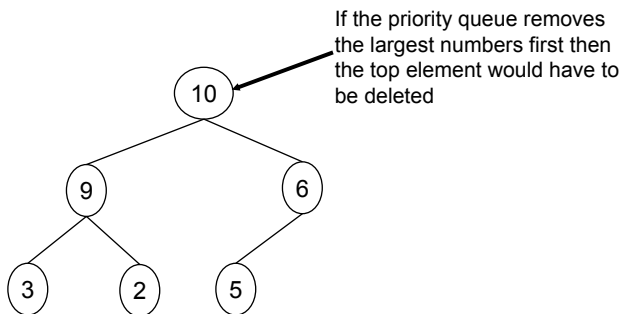 If the priority queue removes
the largest numbers first then
the top element would have to
be deleted
10
9
6
3
2
5